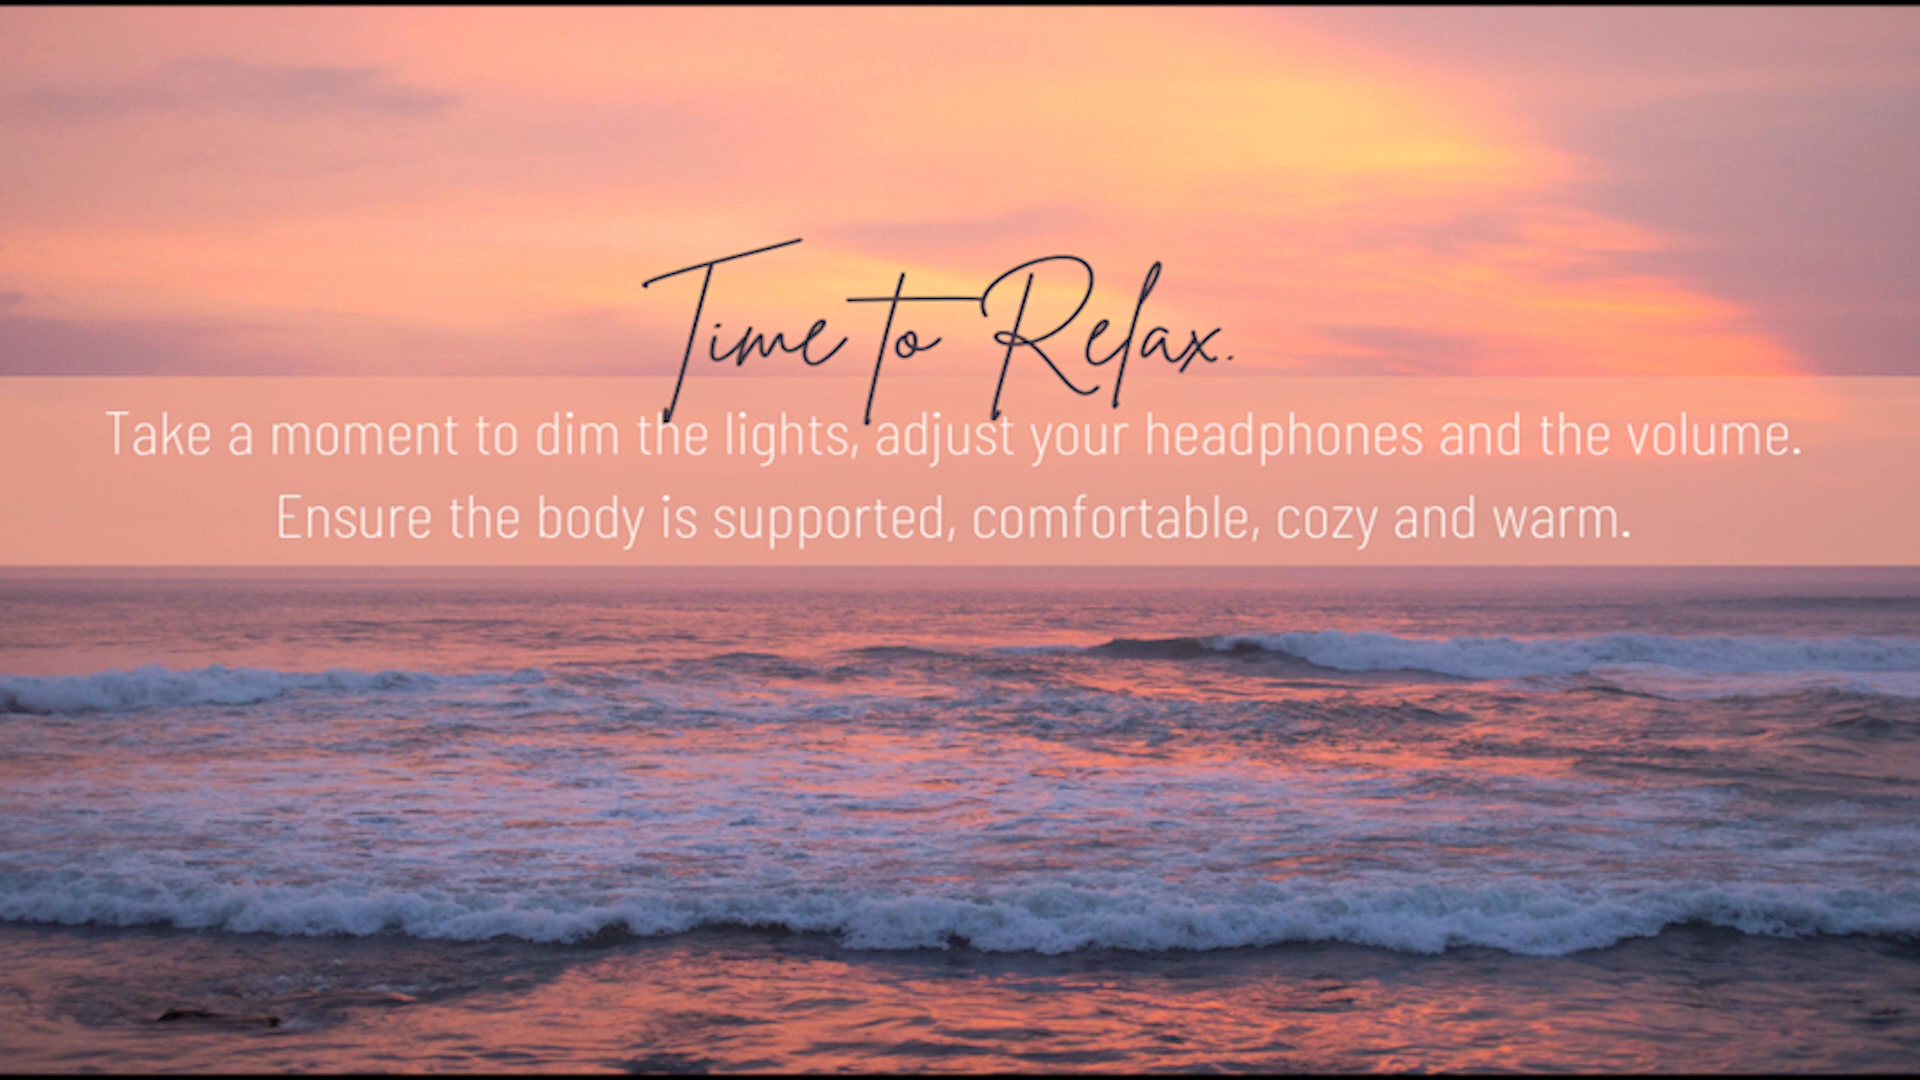 Time to Relax.
Take a moment to dim the lights, adjust your headphones and the volume.
Ensure the body is supported, comfortable, cozy and warm.